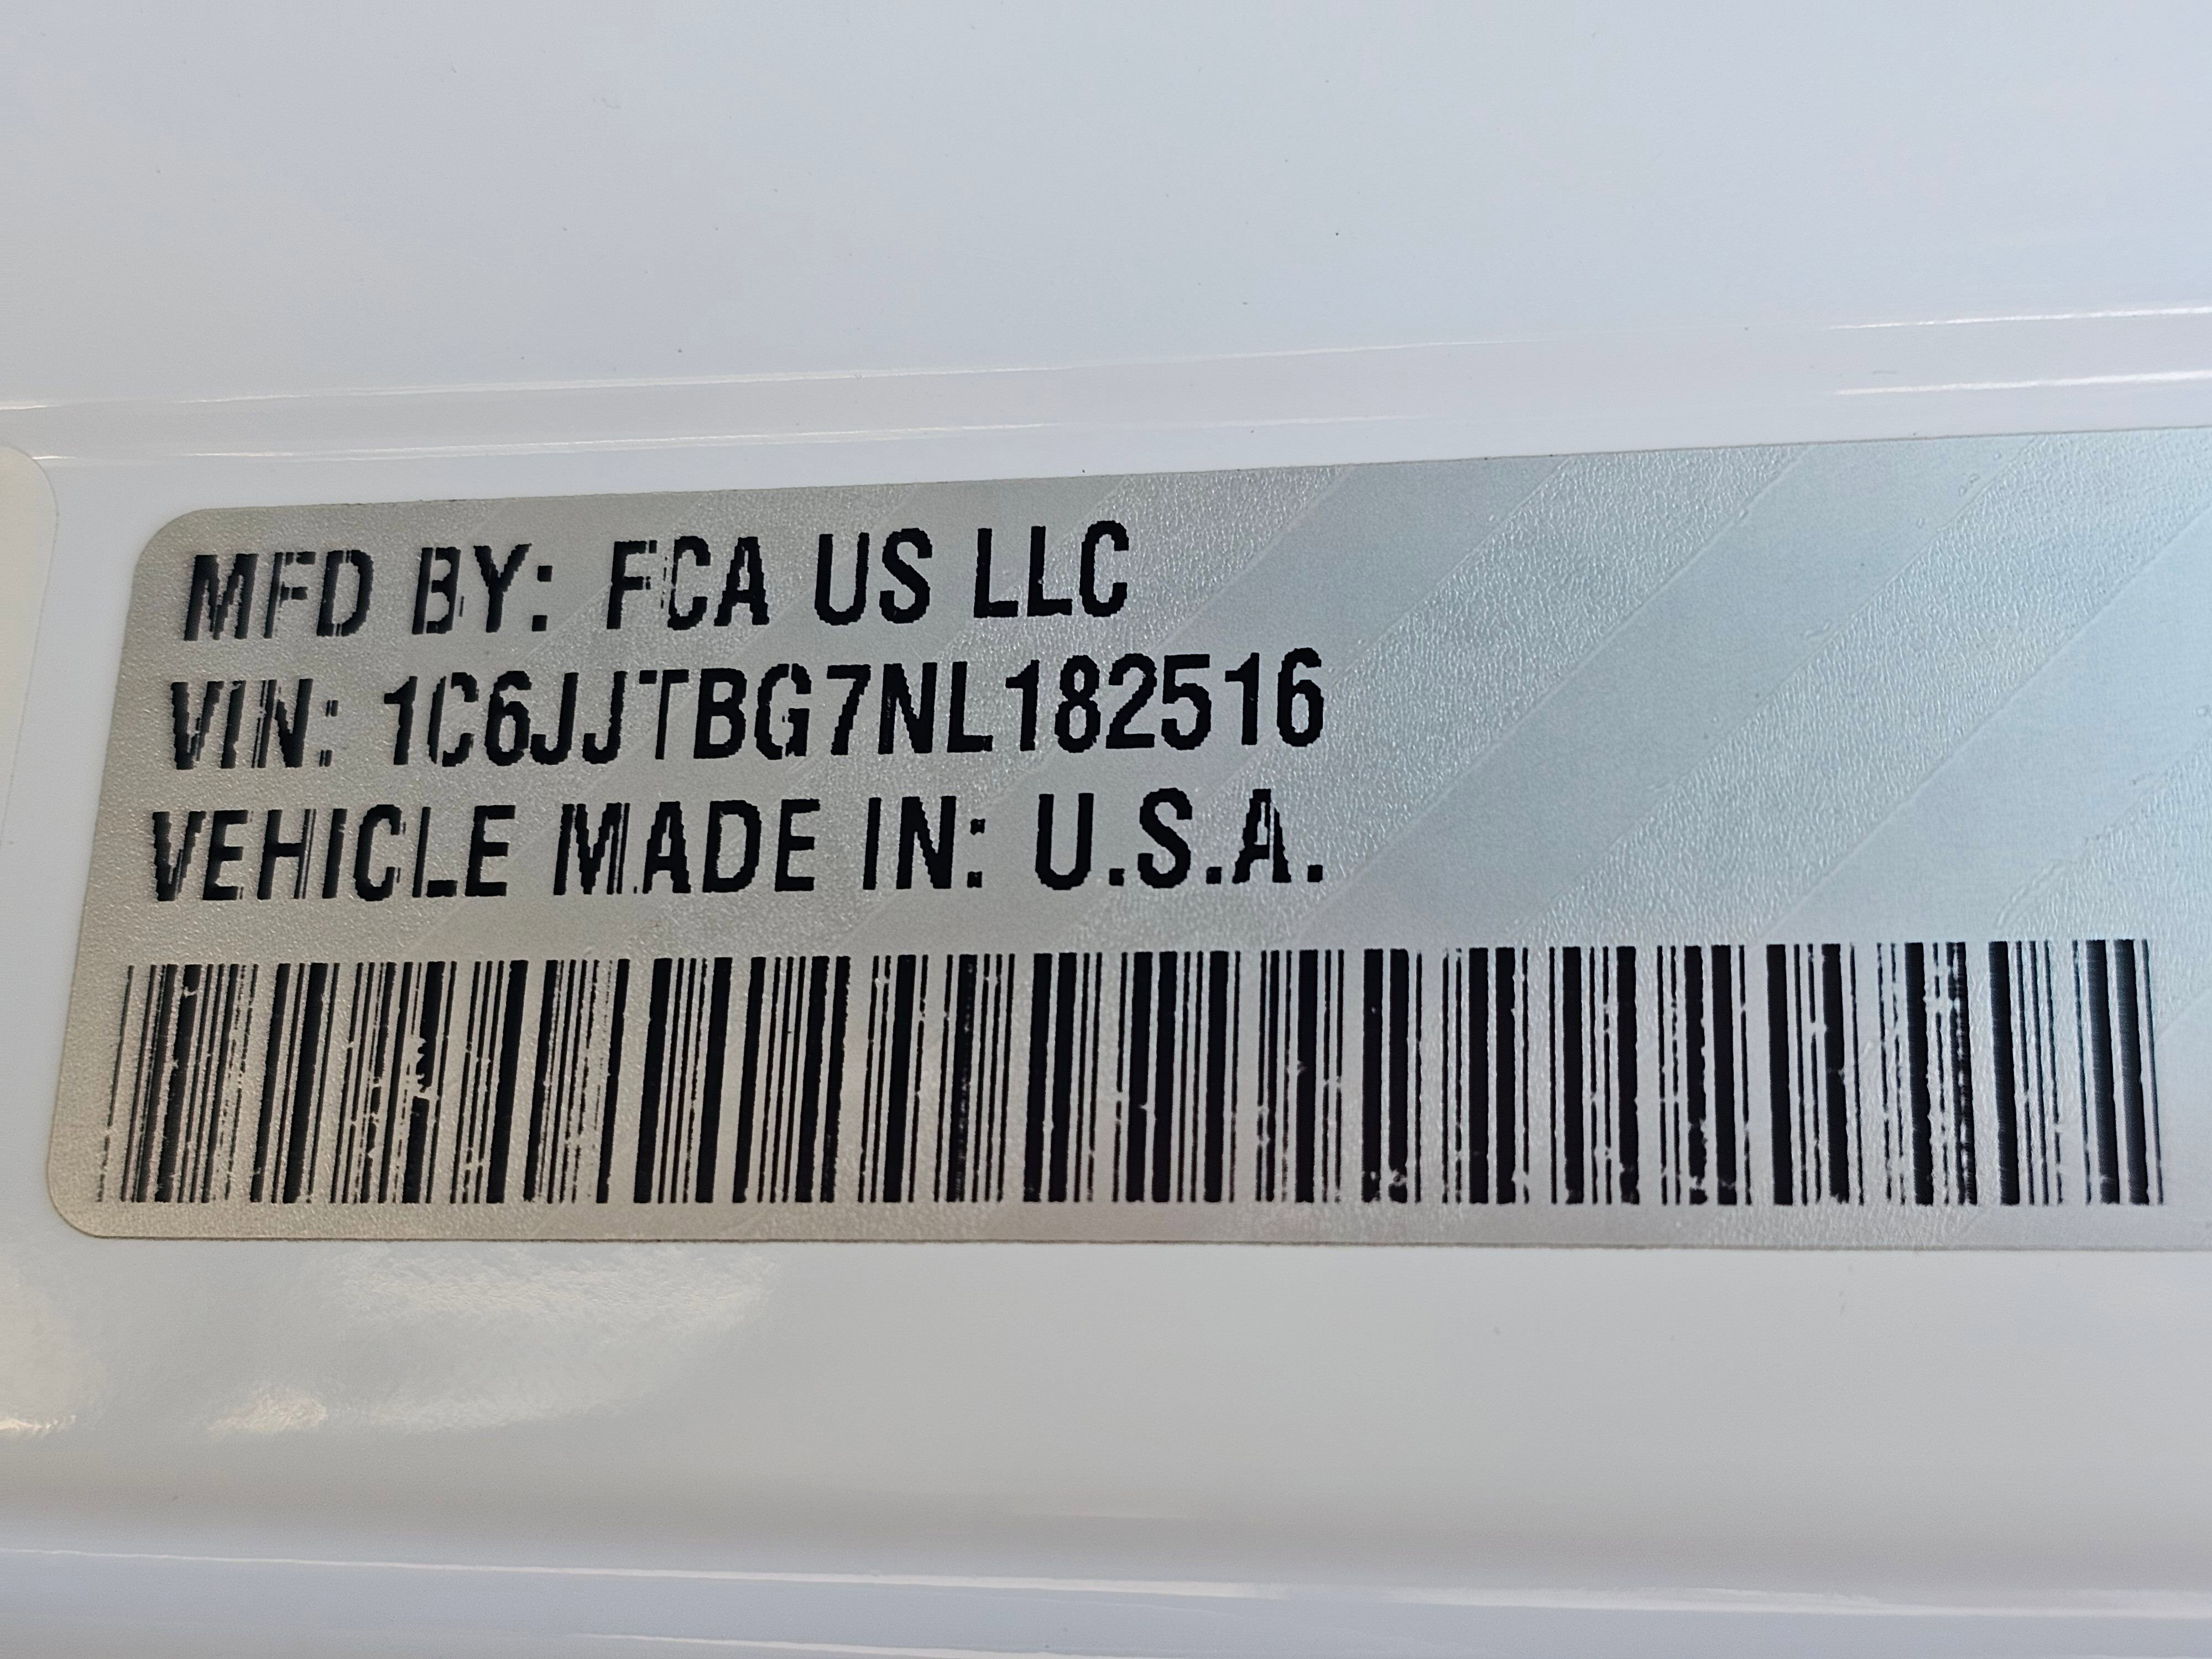 MFD BY: FCA US LLC
VIN: 1C6JJTBG7NL182516
VEHICLE MADE IN: U.S.A.